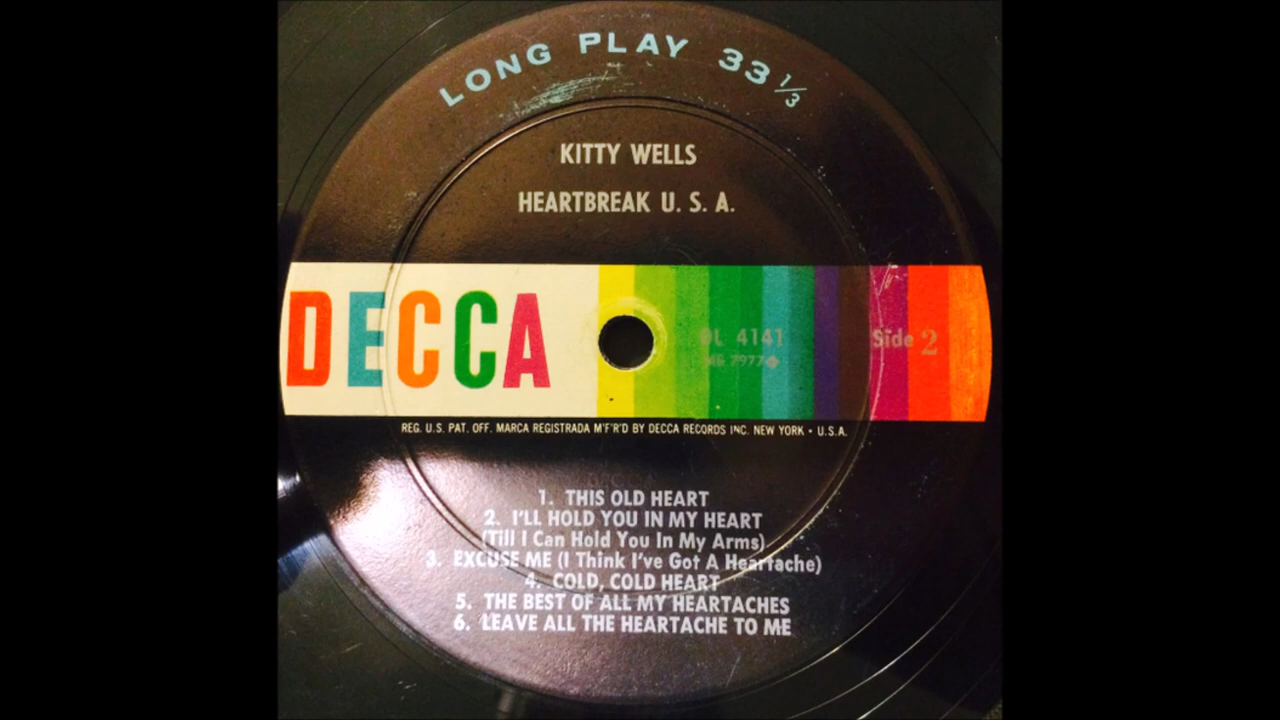 LONG PLAY 33 1/3
KITTY WELLS
HEARTBREAK U. S. A.
DECCA
DL 4141
MG 7977◆
Side 2
REG. U.S. PAT. OFF. MARCA REGISTRADA M'F'R'D BY DECCA RECORDS INC. NEW YORK • U.S.A.
1. THIS OLD HEART
2. I'LL HOLD YOU IN MY HEART
(Till I Can Hold You In My Arms)
3. EXCUSE ME (I Think I've Got A Heartache)
4. COLD, COLD HEART
5. THE BEST OF ALL MY HEARTACHES
6. LEAVE ALL THE HEARTACHE TO ME